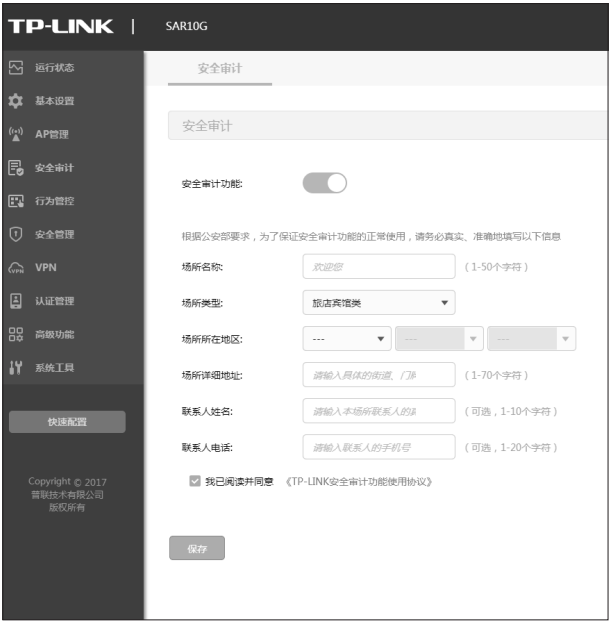 TP-LINK | SAR10G
运行状态
基本设置
AP管理
安全审计
行为管控
安全管理
VPN
认证管理
高级功能
系统工具
快速配置
Copyright © 2017
普联技术有限公司
版权所有
安全审计
安全审计
安全审计功能:
根据公安部要求，为了保证安全审计功能的正常使用，请务必真实、准确地填写以下信息
场所名称: 欢迎您 (1-50个字符)
场所类型: 旅店宾馆类
场所所在地区: --- --- ---
场所详细地址: 请输入具体的街道、门 (1-70个字符)
联系人姓名: 请输入本场所联系人的 (可选，1-10个字符)
联系人电话: 请输入联系人的手机号 (可选，1-20个字符)
我已阅读并同意 《TP-LINK安全审计功能使用协议》
保存